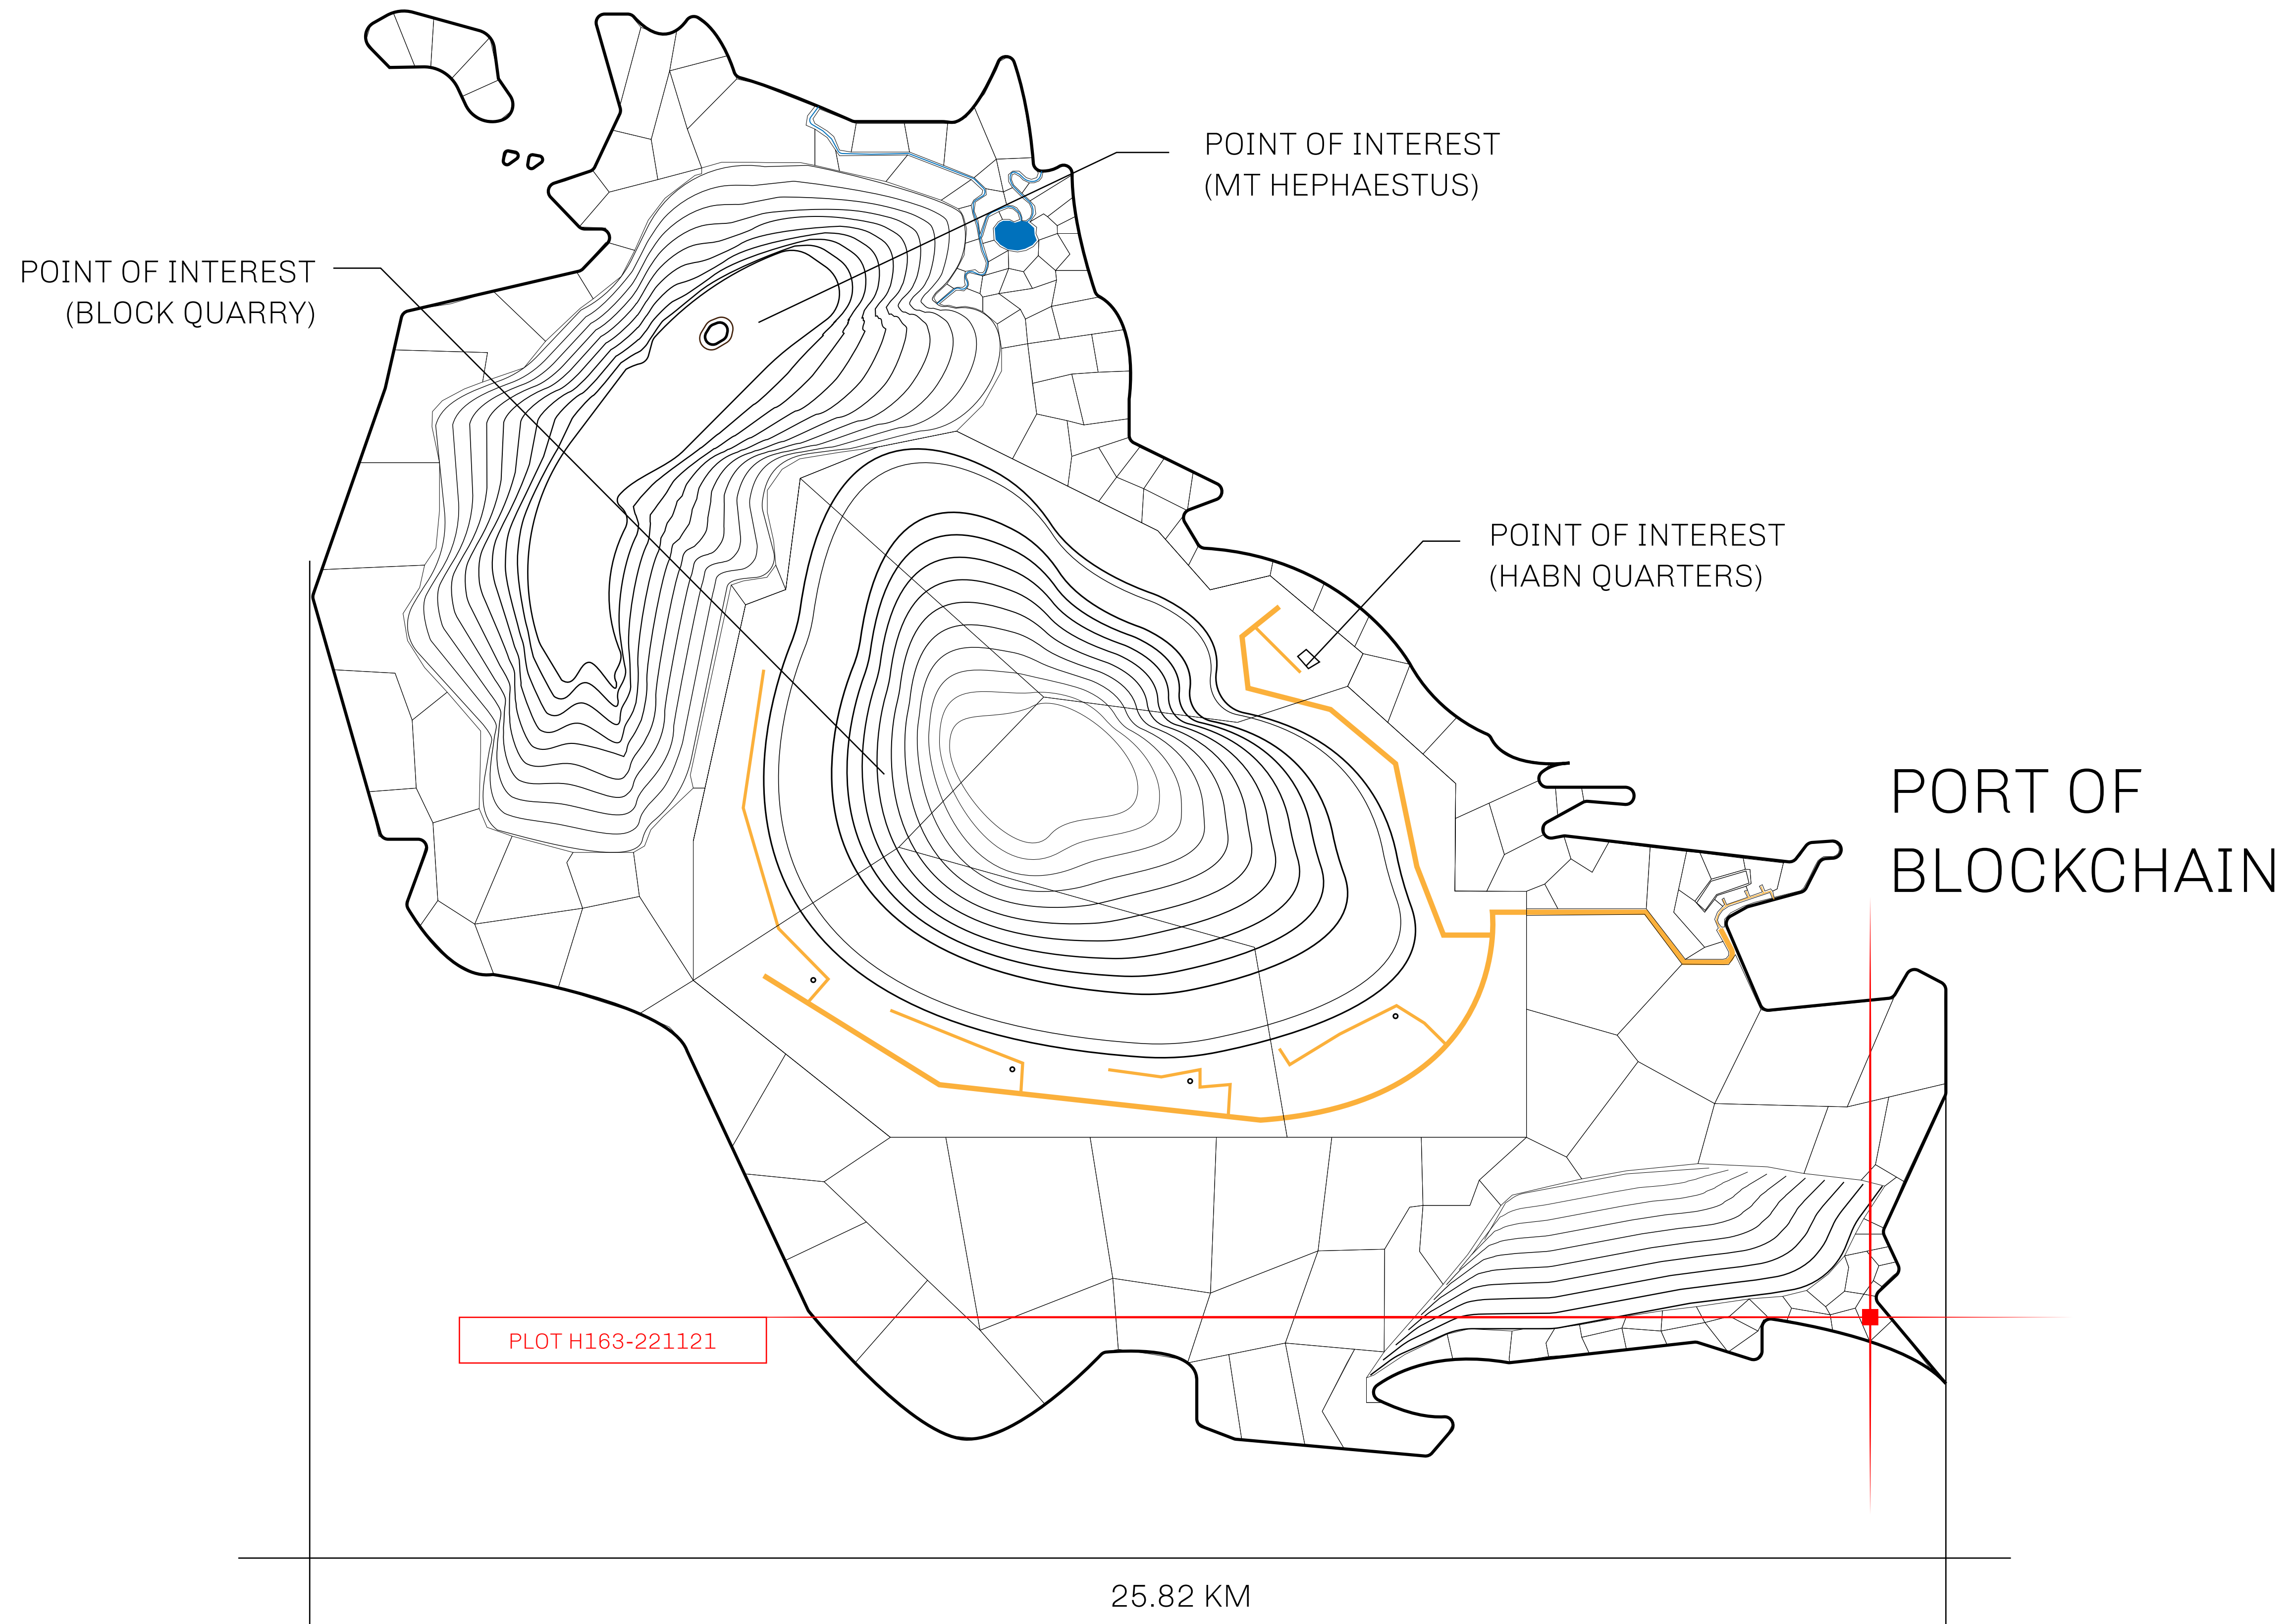 POINT OF INTEREST
(MT HEPHAESTUS)
POINT OF INTEREST
(BLOCK QUARRY)
POINT OF INTEREST
(HABN QUARTERS)
PORT OF
BLOCKCHAIN
PLOT H163-221121
25.82 KM